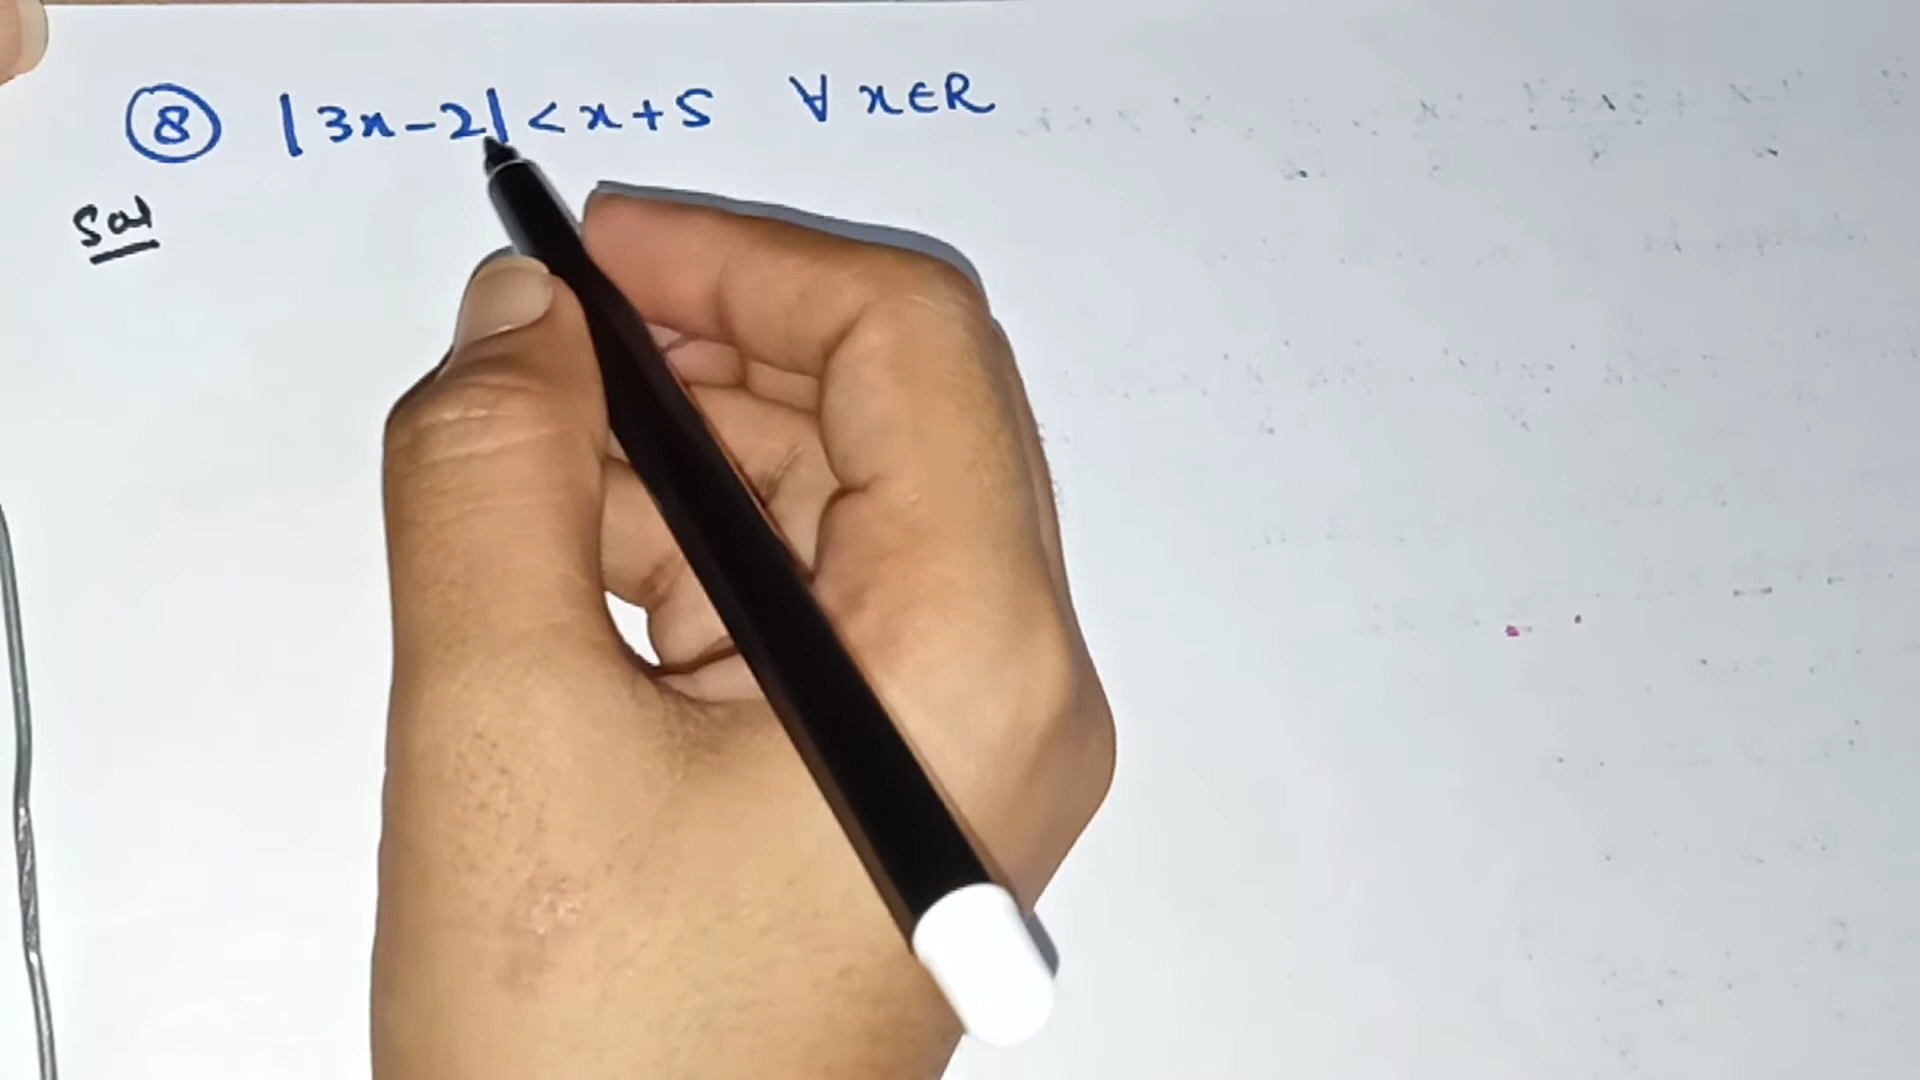 ⑧ |3x-2| < x+5 ∀ x∈R
Sol